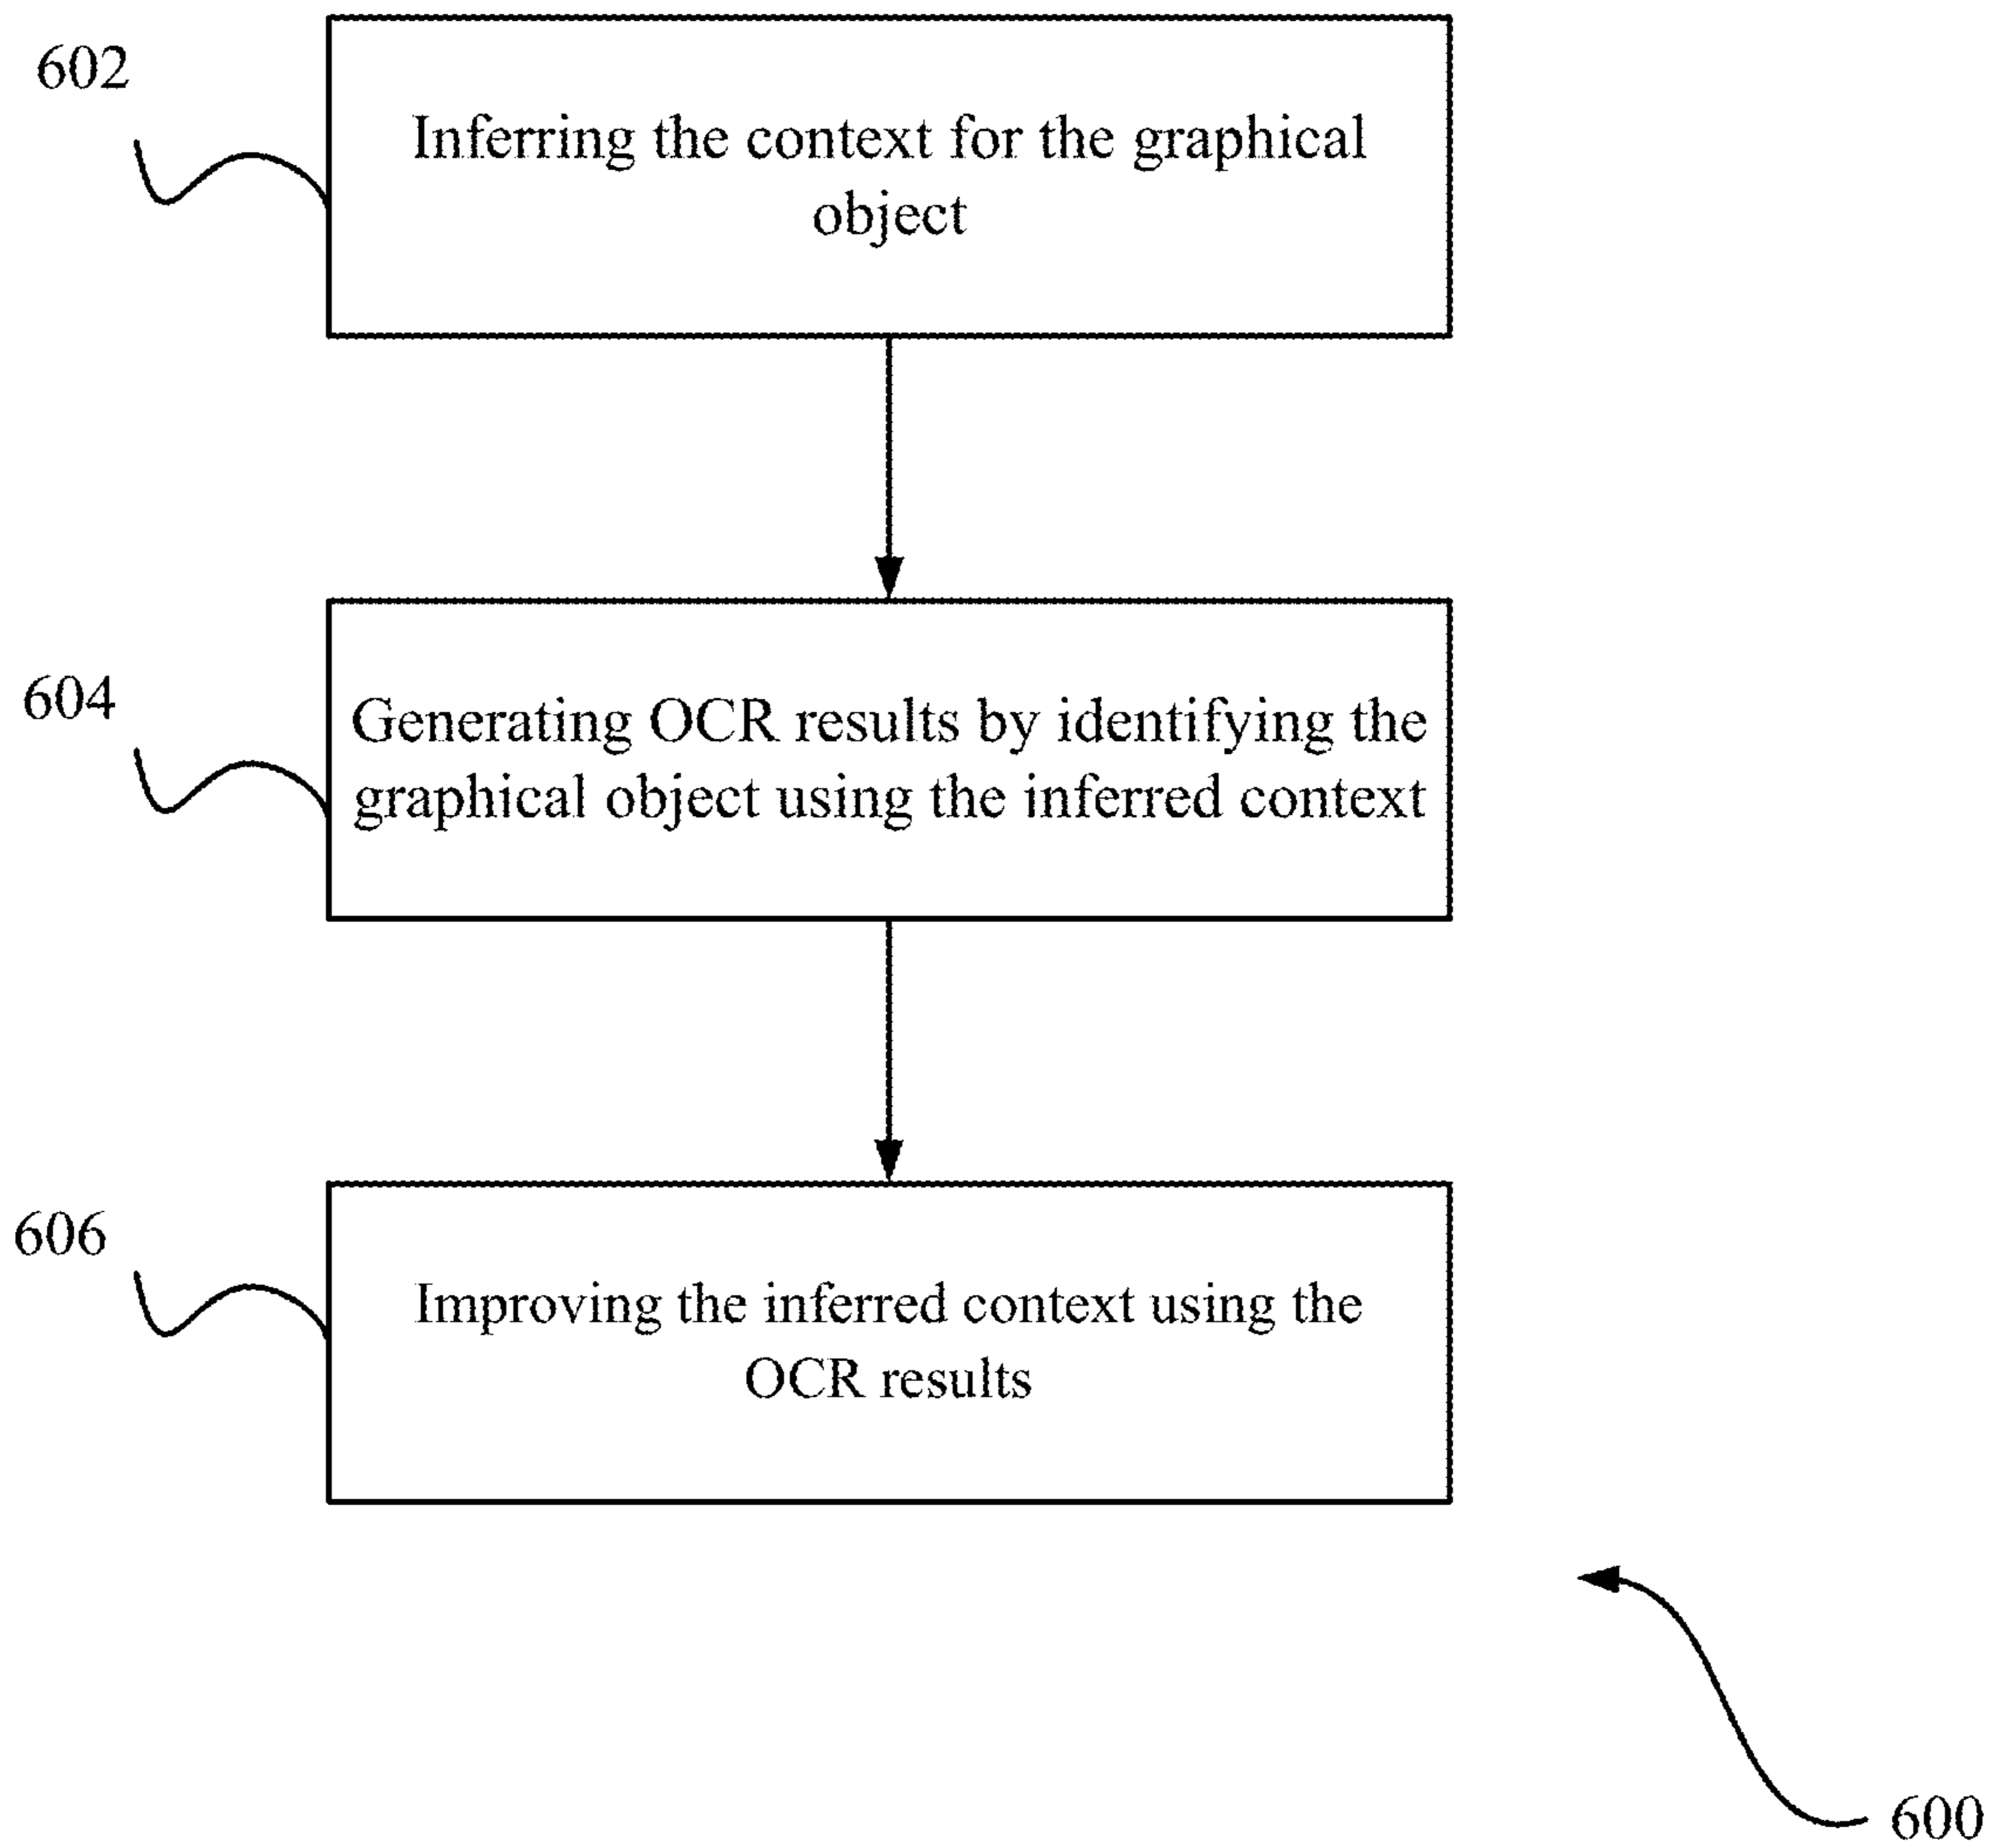 602
Inferring the context for the graphical
object
604
Generating OCR results by identifying the
graphical object using the inferred context
606
Improving the inferred context using the
OCR results
600